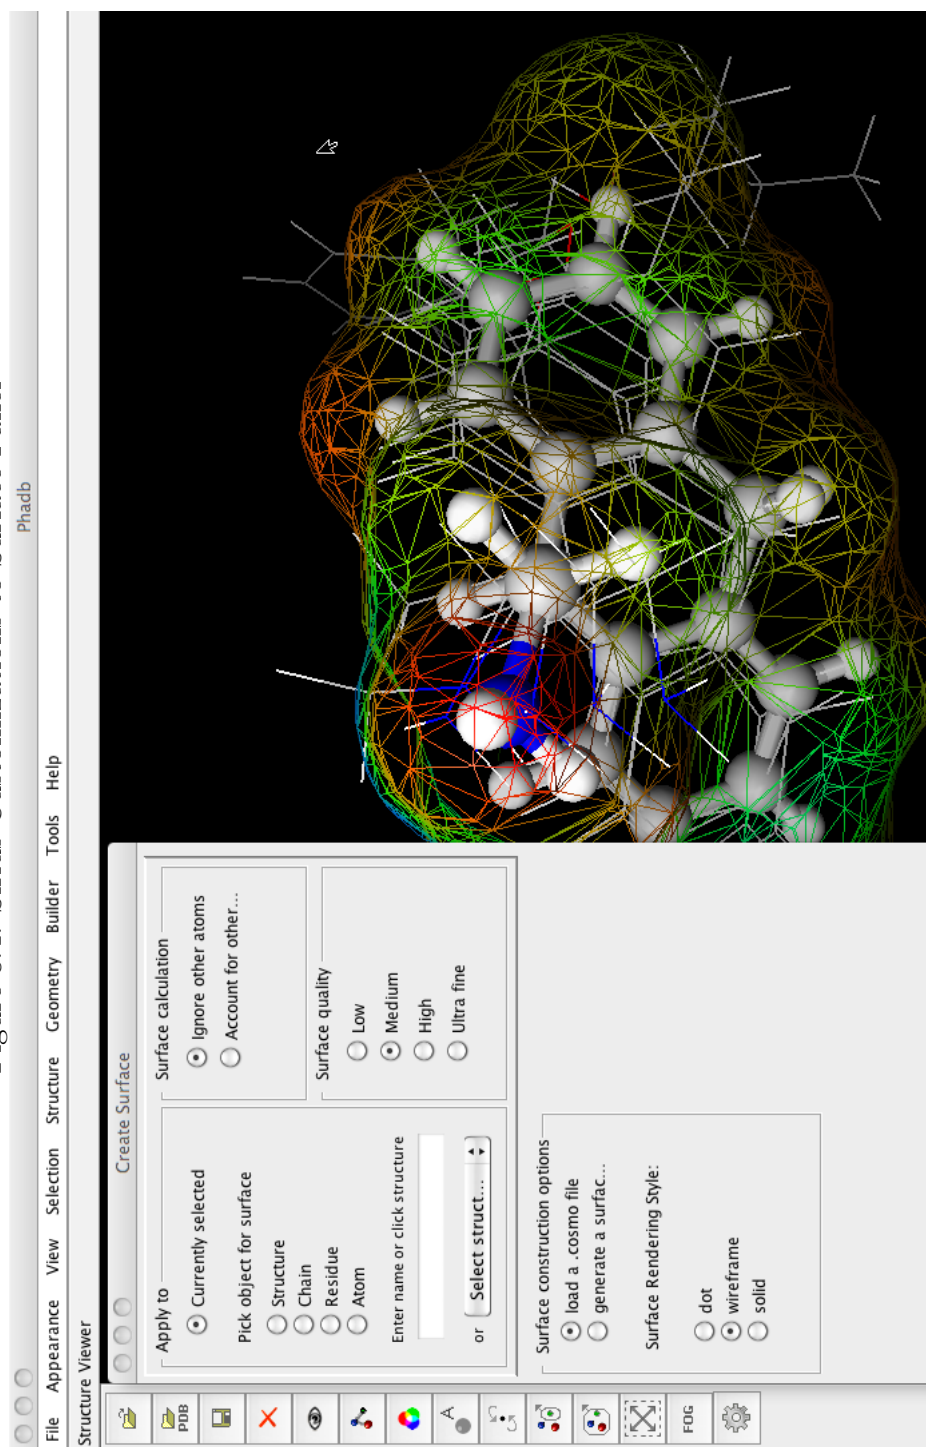 Phadb
File Appearance View Selection Structure Geometry Builder Tools Help
Structure Viewer
PDB
A
FOG
Create Surface
Apply to
Currently selected
Pick object for surface
Structure
Chain
Residue
Atom
Enter name or click structure
or Select struct...
Surface calculation
Ignore other atoms
Account for other...
Surface quality
Low
Medium
High
Ultra fine
Surface construction options
load a .cosmo file
generate a surfac...
Surface Rendering Style:
dot
wireframe
solid